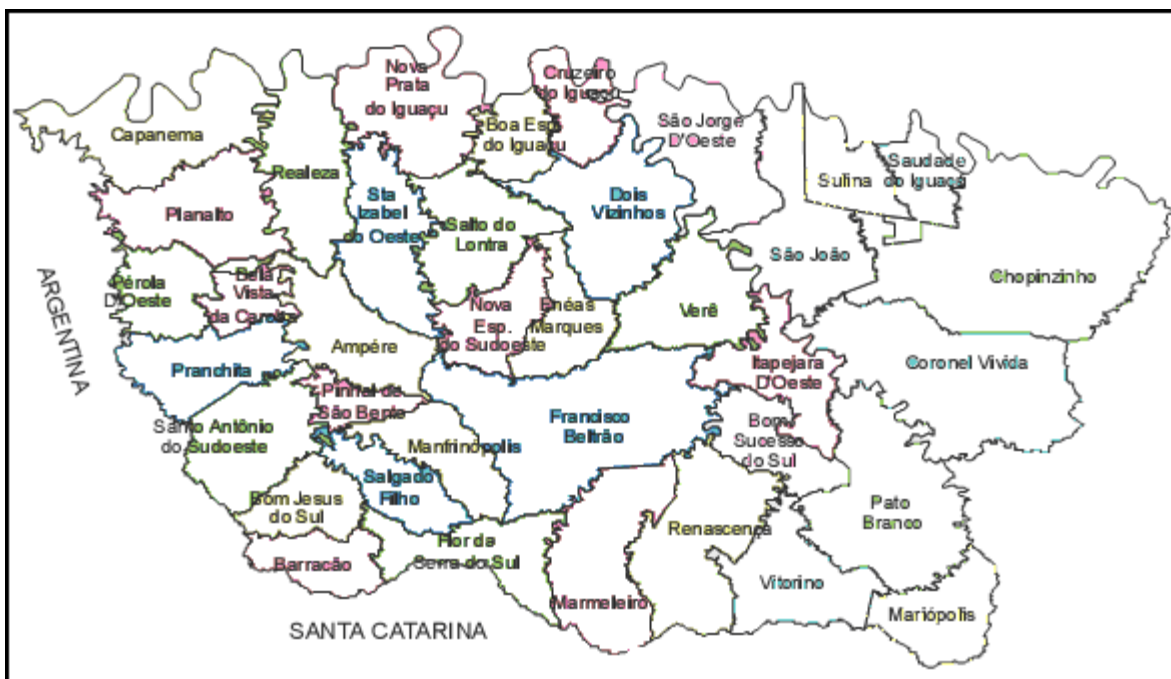 Nova
Prata
do Iguaçu
Cruzeiro
do Iguaçu
Capanema
Boa Esp.
do Iguaçu
São Jorge
D'Oeste
Realeza
Saudade
do Iguaçu
Sulina
Planalto
Sta
Izabel
do Oeste
Dois
Vizinhos
Salto do
Lontra
São João
Chopinzinho
Pérola
D'Oeste
Bela
Vista
da Caroba
ARGENTINA
Nova
Esp.
do Sudoeste
Enéas
Marques
Verê
Ampére
Pranchita
Itapejara
D'Oeste
Coronel Vivida
Pinhal de
São Bento
Santo Antônio
do Sudoeste
Manfrinópolis
Francisco
Beltrão
Bom
Sucesso
do Sul
Salgado
Filho
Bom Jesus
do Sul
Pato
Branco
Renascença
Flor da
Serra do Sul
Barracão
Vitorino
Marmeleiro
Mariópolis
SANTA CATARINA